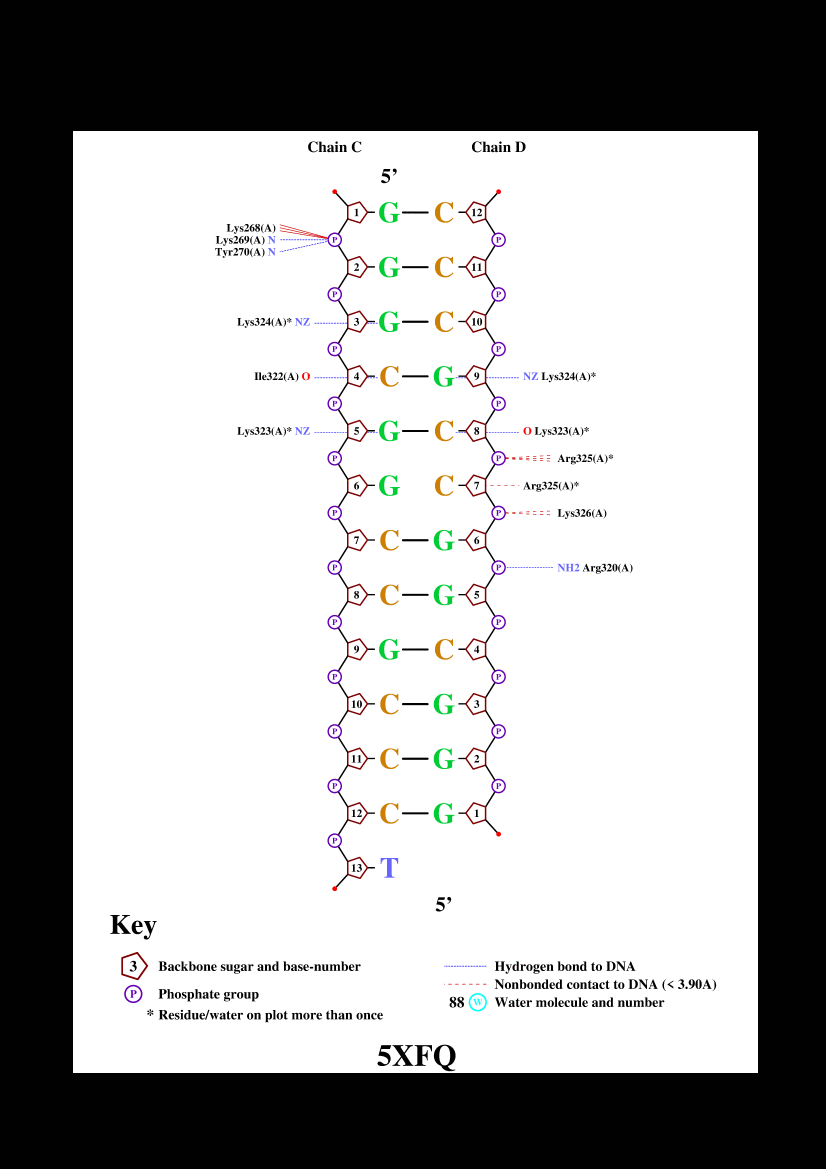 Chain C Chain D
5’
1 G C 12
Lys268(A)
Lys269(A) N P P
Tyr270(A) N
2 G C 11
P P
Lys324(A)* NZ 3 G C 10
P P
Ile322(A) O 4 C G 9 NZ Lys324(A)*
P P
Lys323(A)* NZ 5 G C 8 O Lys323(A)*
P P Arg325(A)*
6 G C 7 Arg325(A)*
P P Lys326(A)
7 C G 6
P P NH2 Arg320(A)
8 C G 5
P P
9 G C 4
P P
10 C G 3
P P
11 C G 2
P P
12 C G 1
P
13 T
5’
Key
3 Backbone sugar and base-number
P Phosphate group
* Residue/water on plot more than once
Hydrogen bond to DNA
Nonbonded contact to DNA (< 3.90A)
88 W Water molecule and number
5XFQ